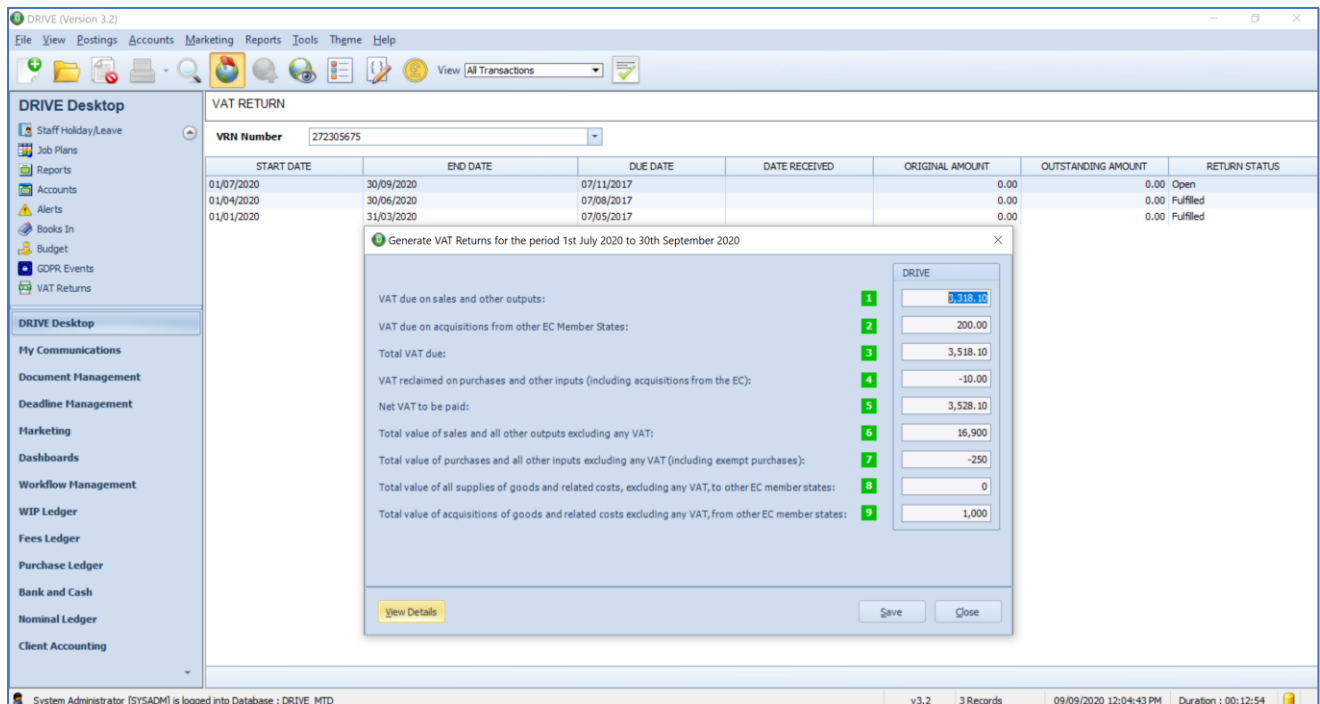 DRIVE (Version 3.2)
File View Postings Accounts Marketing Reports Tools Theme Help
View All Transactions
DRIVE Desktop
Staff Holiday/Leave
Job Plans
Reports
Accounts
Alerts
Books In
Budget
GDPR Events
VAT Returns
DRIVE Desktop
My Communications
Document Management
Deadline Management
Marketing
Dashboards
Workflow Management
WIP Ledger
Fees Ledger
Purchase Ledger
Bank and Cash
Nominal Ledger
Client Accounting
VAT RETURN
VRN Number 272305675
START DATE END DATE DUE DATE DATE RECEIVED ORIGINAL AMOUNT OUTSTANDING AMOUNT RETURN STATUS
01/07/2020 30/09/2020 07/11/2017 0.00 0.00 Open
01/04/2020 30/06/2020 07/08/2017 0.00 0.00 Fulfilled
01/01/2020 31/03/2020 07/05/2017 0.00 0.00 Fulfilled
Generate VAT Returns for the period 1st July 2020 to 30th September 2020
DRIVE
VAT due on sales and other outputs: 1 3,318.10
VAT due on acquisitions from other EC Member States: 2 200.00
Total VAT due: 3 3,518.10
VAT reclaimed on purchases and other inputs (including acquisitions from the EC): 4 -10.00
Net VAT to be paid: 5 3,528.10
Total value of sales and all other outputs excluding any VAT: 6 16,900
Total value of purchases and all other inputs excluding any VAT (including exempt purchases): 7 -250
Total value of all supplies of goods and related costs, excluding any VAT, to other EC member states: 8 0
Total value of acquisitions of goods and related costs excluding any VAT, from other EC member states: 9 1,000
View Details Save Close
System Administrator [SYSADM] is logged into Database : DRIVE_MTD v3.2 3 Records 09/09/2020 12:04:43 PM Duration : 00:12:54